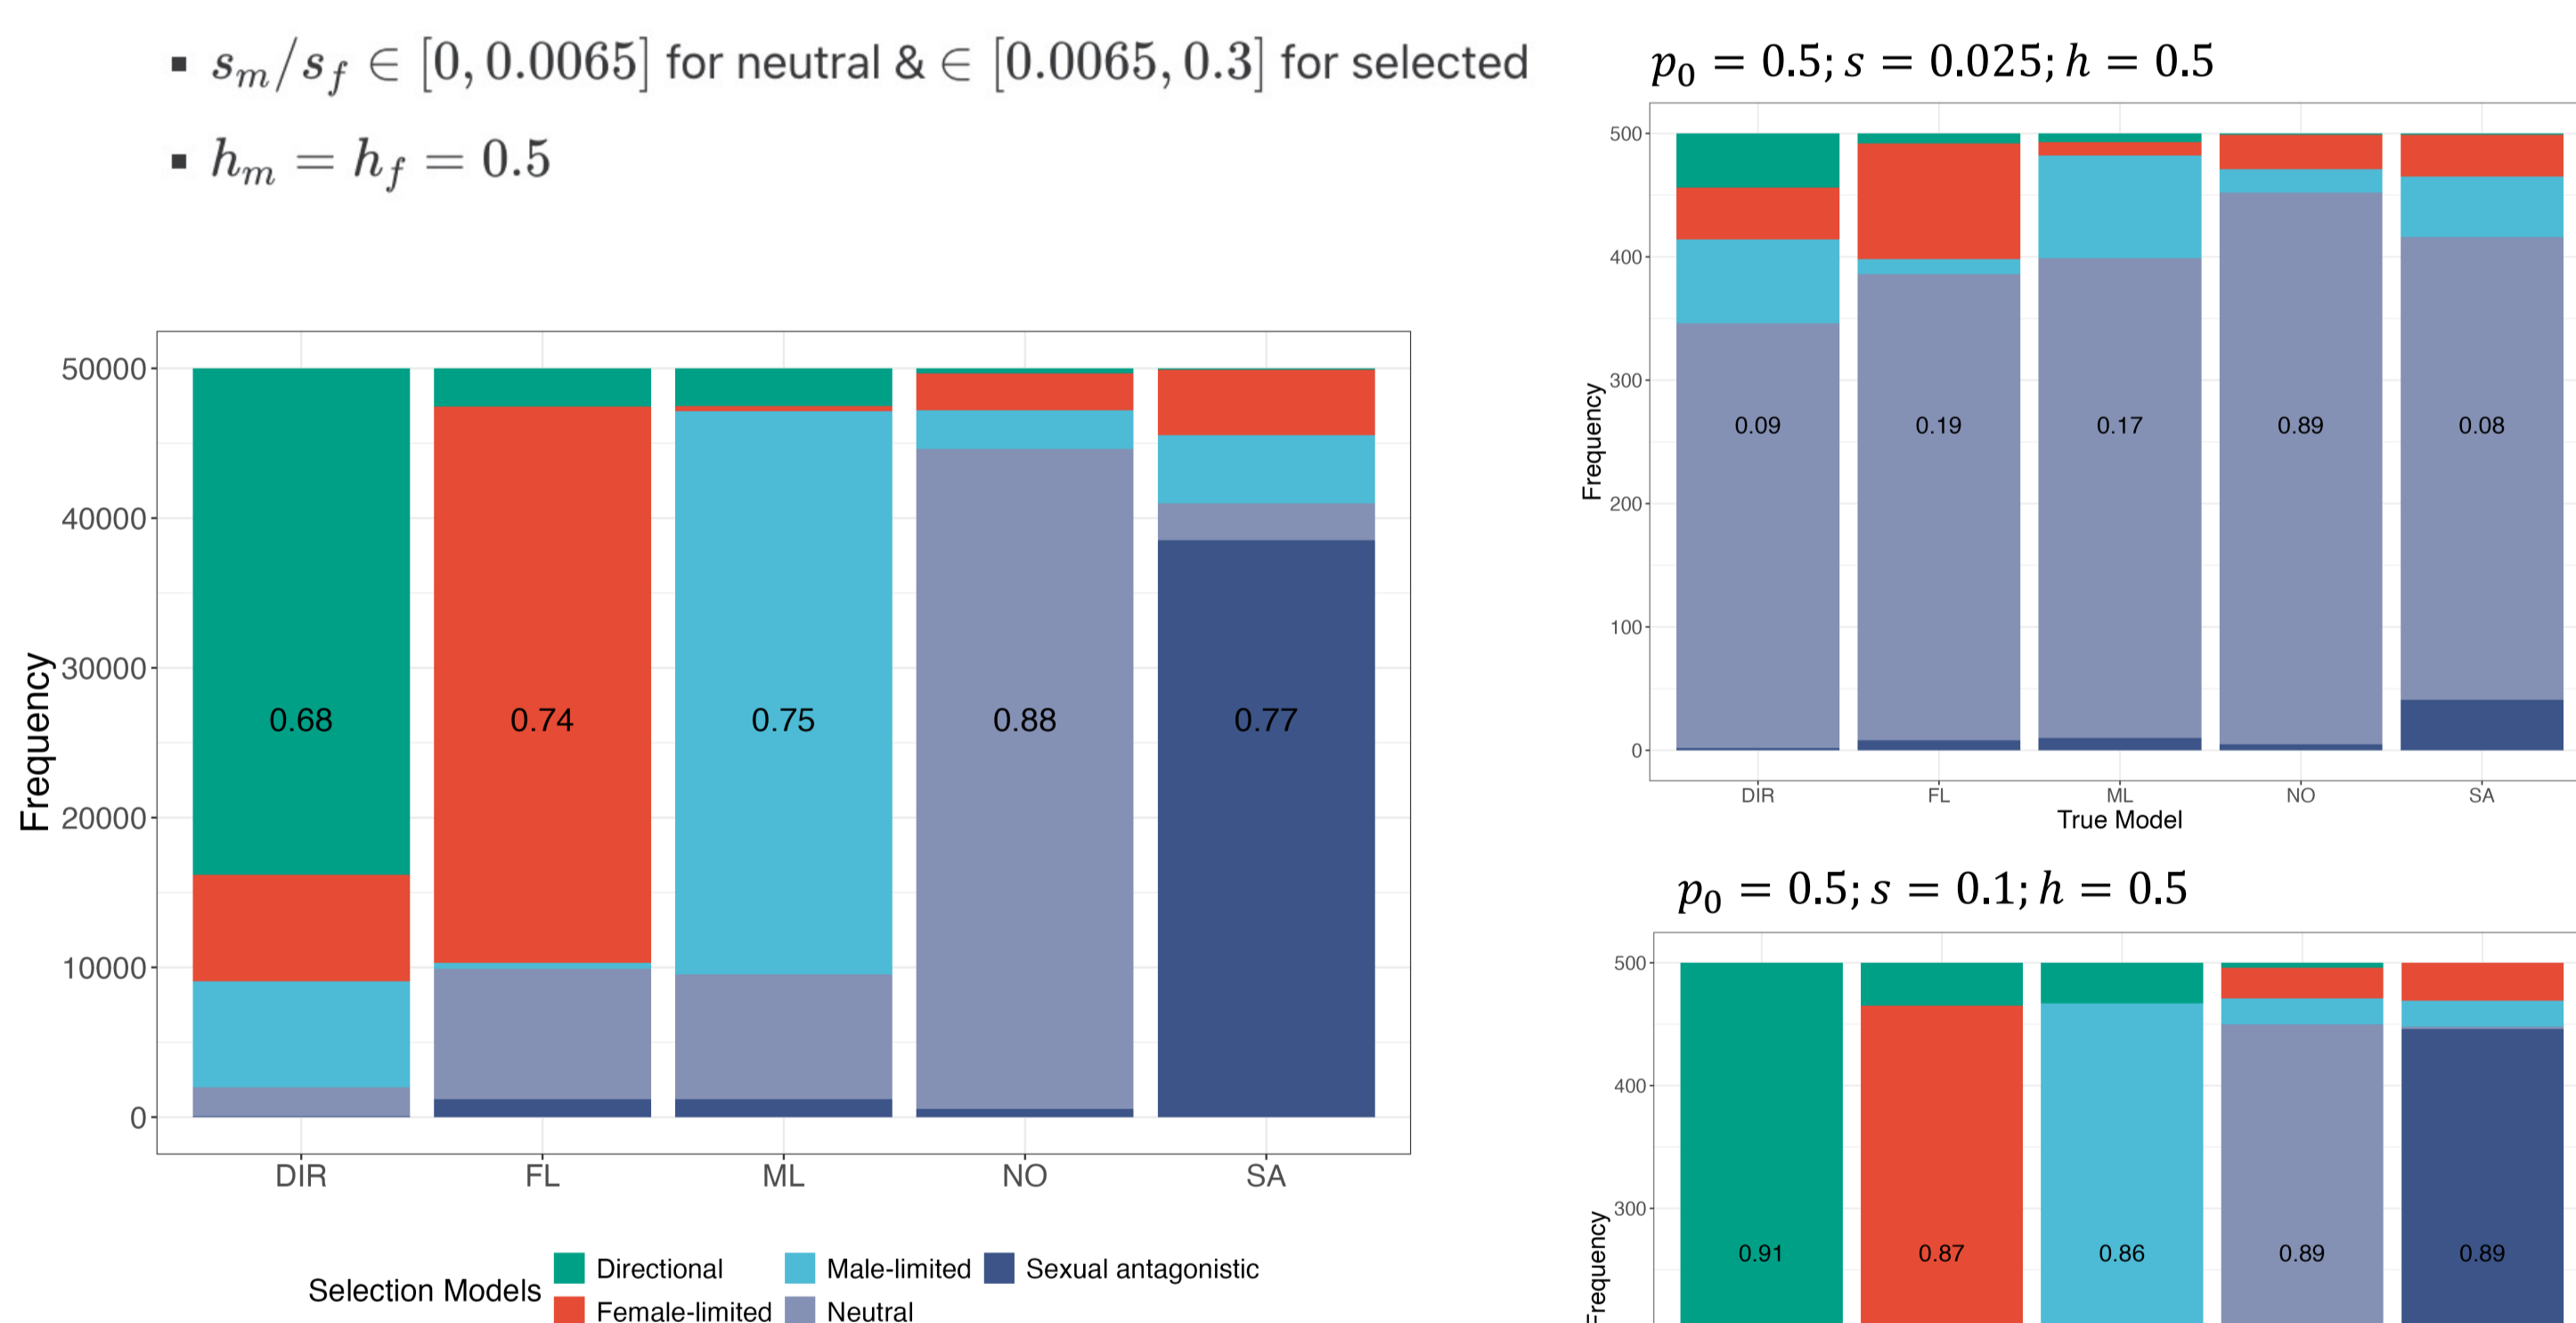 ▪ s_m/s_f ∈ [0, 0.0065] for neutral & ∈ [0.0065, 0.3] for selected
▪ h_m = h_f = 0.5
50000
40000
30000
20000
10000
0
Frequency
0.68 0.74 0.75 0.88 0.77
DIR FL ML NO SA
Selection Models
Directional Male-limited Sexual antagonistic
Female-limited Neutral
p_0 = 0.5; s = 0.025; h = 0.5
500
400
300
200
100
0
Frequency
0.09 0.19 0.17 0.89 0.08
DIR FL ML NO SA
True Model
p_0 = 0.5; s = 0.1; h = 0.5
500
400
300
Frequency
0.91 0.87 0.86 0.89 0.89